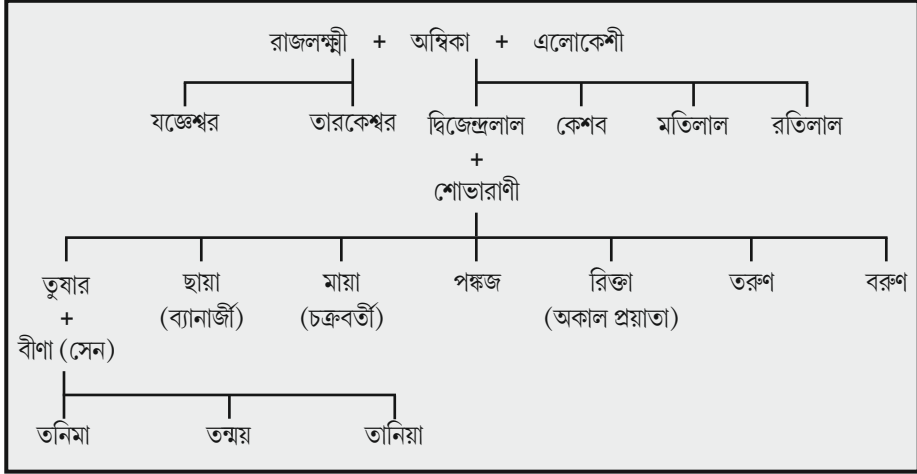 রাজলক্ষ্মী + অম্বিকা + এলোকেশী
যজ্ঞেশ্বর তারকেশ্বর দ্বিজেন্দ্রলাল কেশব মতিলাল রতিলাল
+
শোভারাণী
তুষার ছায়া মায়া পঙ্কজ রিক্তা তরুণ বরুণ
+ (ব্যানার্জী) (চক্রবর্তী) (অকাল প্রয়াতা)
বীণা (সেন)
তনিমা তন্ময় তানিয়া